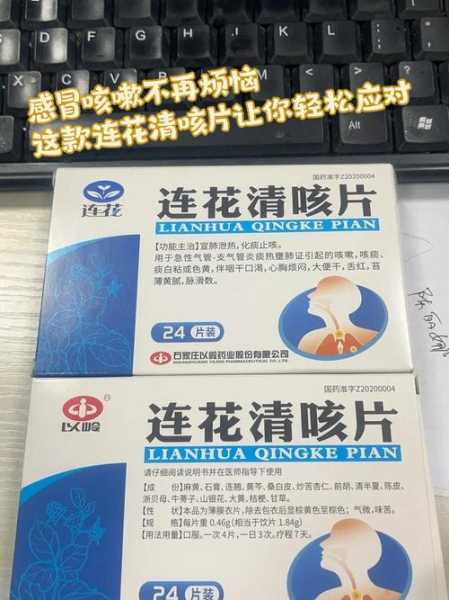 感冒咳嗽不再烦恼
这款连花清咳片让你轻松应对
国药准字Z20200004
连花
连花清咳片
LIANHUA QINGKE PIAN
【功能主治】宣肺泄热,化痰止咳。
用于急性气管-支气管炎痰热壅肺证引起的咳嗽,咳痰,
痰白粘或色黄,伴咽干口渴,心胸烦闷,大便干,舌红,苔
薄黄腻,脉滑数。
24片装
石家庄以岭药业股份有限公司
SHIJIAZHUANG YILING PHARMACEUTICAL CO.,LTD.
国药准字Z20200004
以岭
连花清咳片
LIANHUA QINGKE PIAN
请仔细阅读说明书并在医师指导下使用
【成 份】麻黄、石膏、连翘、黄芩、桑白皮、炒苦杏仁、前胡、清半夏、陈皮、
浙贝母、牛蒡子、山银花、大黄、桔梗、甘草。
【性 状】本品为薄膜衣片,除去包衣后显棕黄色至棕色;气微,味苦。
【规 格】每片重 0.46g(相当于饮片 1.84g)
【用法用量】口服。一次4片,一日3次。疗程7天。
24 片装